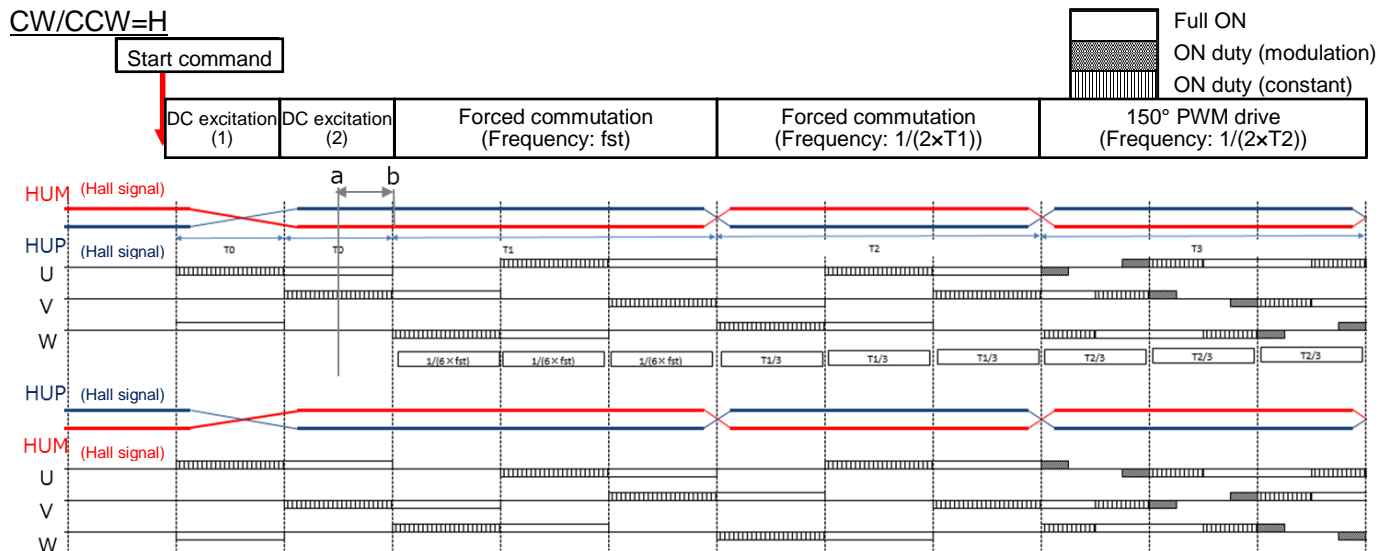 CW/CCW=H
Start command
Full ON
ON duty (modulation)
ON duty (constant)
DC excitation
(1)
DC excitation
(2)
Forced commutation
(Frequency: fst)
Forced commutation
(Frequency: 1/(2×T1))
150° PWM drive
(Frequency: 1/(2×T2))
a b
HUM (Hall signal)
HUP (Hall signal)
T0 T0 T1 T2 T3
U
V
W
1/(6×fst) 1/(6×fst) 1/(6×fst) T1/3 T1/3 T1/3 T2/3 T2/3 T2/3
HUP (Hall signal)
HUM (Hall signal)
U
V
W